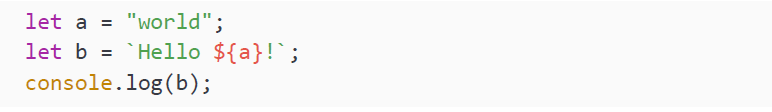 let a = "world";
let b = `Hello ${a}!`;
console.log(b);